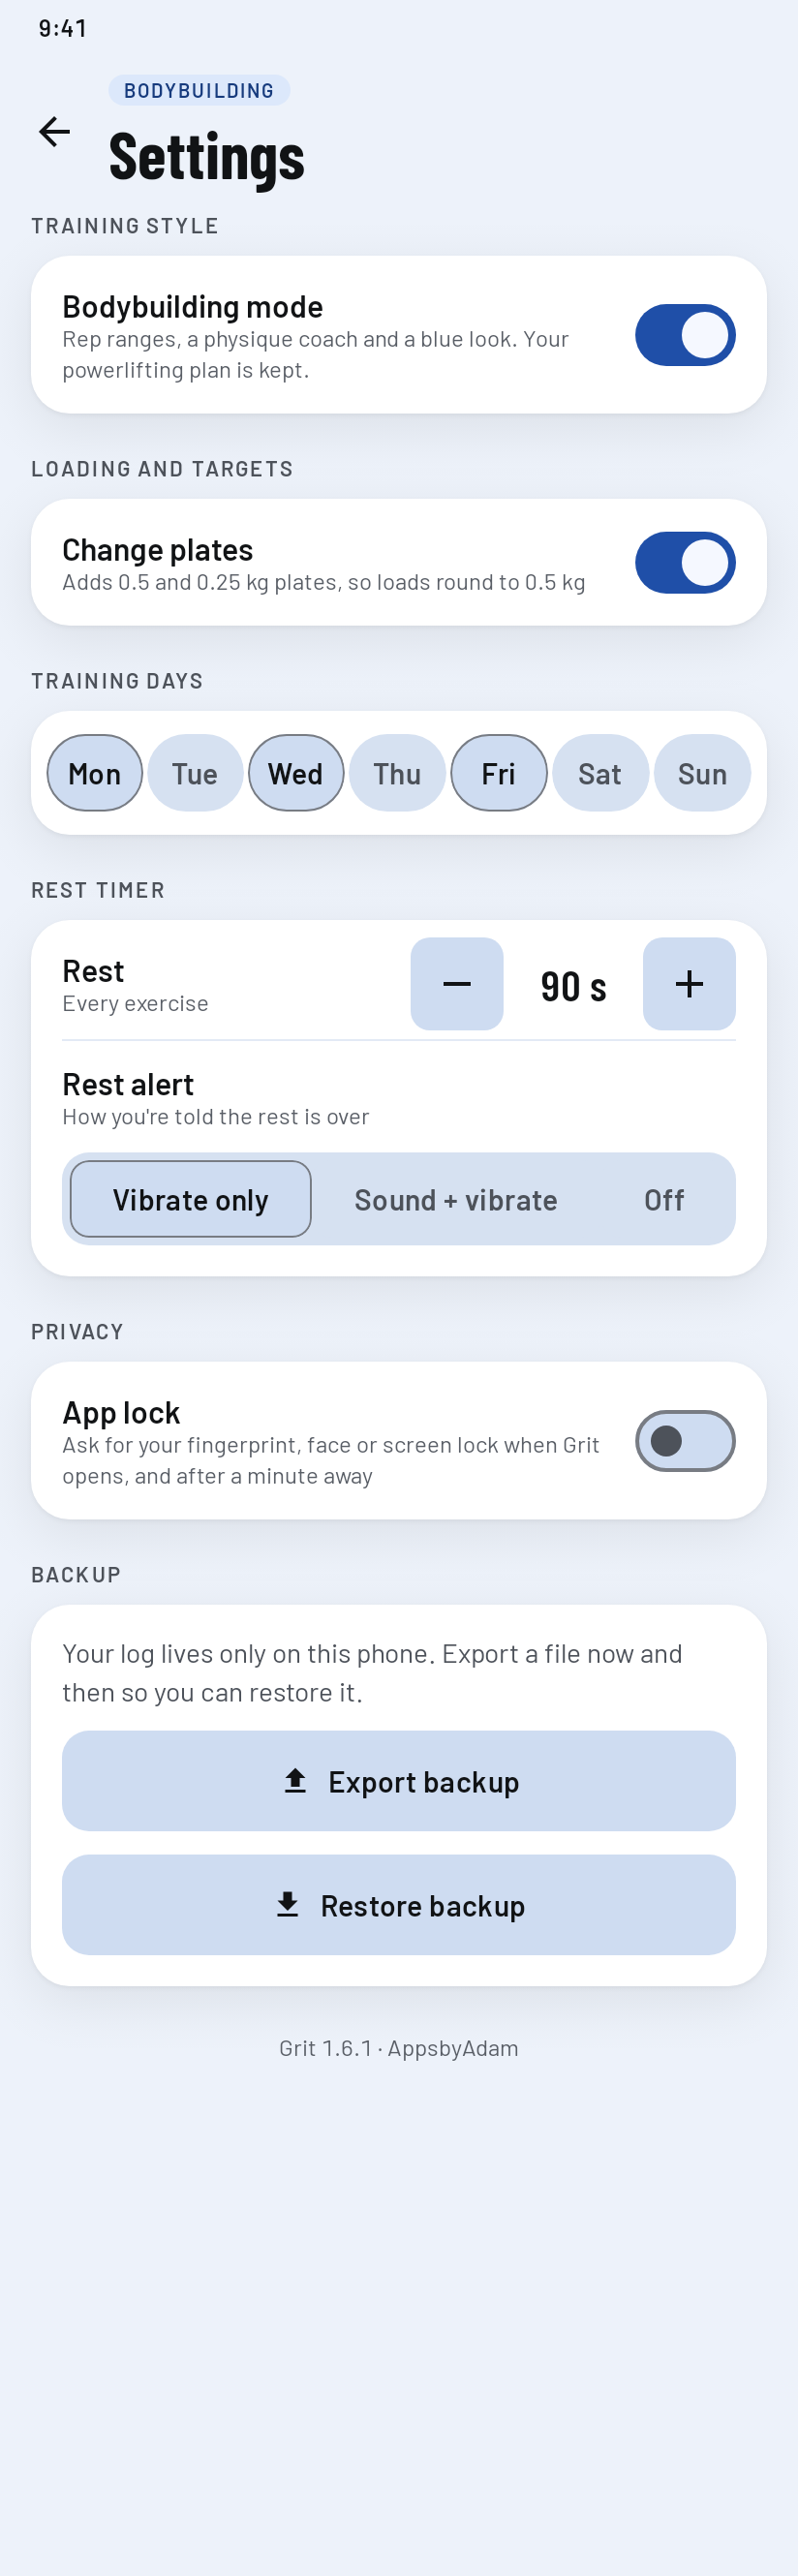 9:41
BODYBUILDING
Settings
TRAINING STYLE
Bodybuilding mode
Rep ranges, a physique coach and a blue look. Your
powerlifting plan is kept.
LOADING AND TARGETS
Change plates
Adds 0.5 and 0.25 kg plates, so loads round to 0.5 kg
TRAINING DAYS
Mon Tue Wed Thu Fri Sat Sun
REST TIMER
Rest
Every exercise
90 s
Rest alert
How you're told the rest is over
Vibrate only Sound + vibrate Off
PRIVACY
App lock
Ask for your fingerprint, face or screen lock when Grit
opens, and after a minute away
BACKUP
Your log lives only on this phone. Export a file now and
then so you can restore it.
Export backup
Restore backup
Grit 1.6.1 · AppsbyAdam